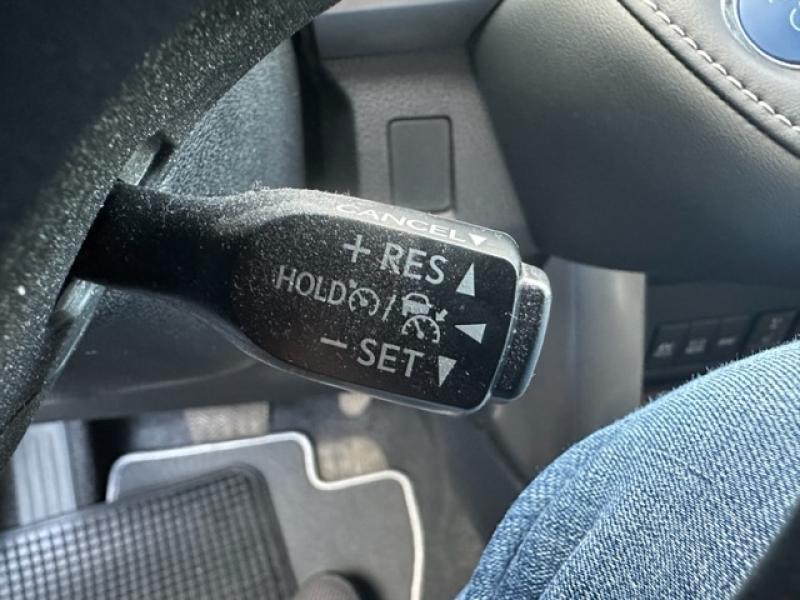 CANCEL▼
+ RES ▲
HOLD / ◀
− SET ▼